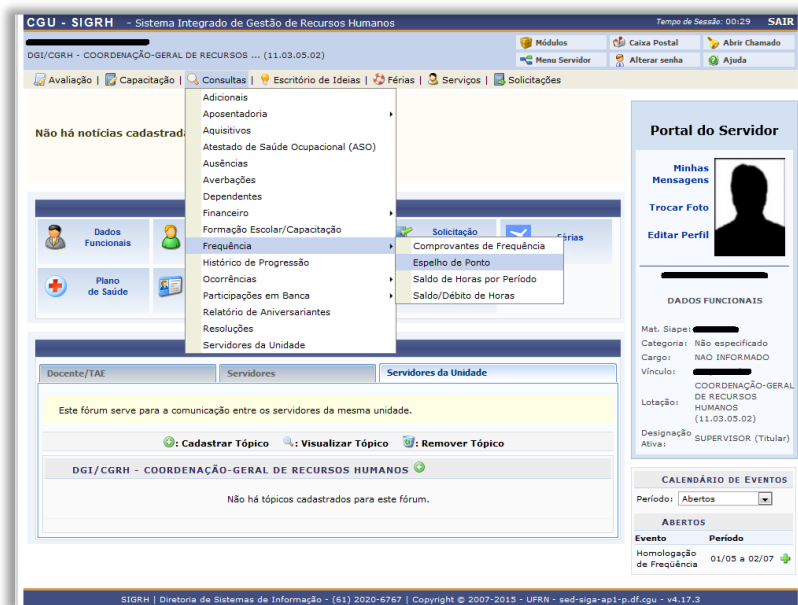 CGU - SIGRH - Sistema Integrado de Gestão de Recursos Humanos
Tempo de Sessão: 00:29 SAIR
DGI/CGRH - COORDENAÇÃO-GERAL DE RECURSOS ... (11.03.05.02)
Módulos
Caixa Postal
Abrir Chamado
Menu Servidor
Alterar senha
Ajuda
Avaliação | Capacitação | Consultas | Escritório de Ideias | Férias | Serviços | Solicitações
Não há notícias cadastrad
Adicionais
Aposentadoria
Aquisitivos
Atestado de Saúde Ocupacional (ASO)
Ausências
Averbações
Dependentes
Financeiro
Formação Escolar/Capacitação
Frequência
Histórico de Progressão
Ocorrências
Participações em Banca
Relatório de Aniversariantes
Resoluções
Servidores da Unidade
Comprovantes de Frequência
Espelho de Ponto
Saldo de Horas por Período
Saldo/Débito de Horas
Dados
Funcionais
Solicitação
Férias
Plano
de Saúde
Docente/TAE
Servidores
Servidores da Unidade
Este fórum serve para a comunicação entre os servidores da mesma unidade.
: Cadastrar Tópico : Visualizar Tópico : Remover Tópico
DGI/CGRH - COORDENAÇÃO-GERAL DE RECURSOS HUMANOS
Não há tópicos cadastrados para este fórum.
Portal do Servidor
Minhas
Mensagens
Trocar Foto
Editar Perfil
DADOS FUNCIONAIS
Mat. Siape:
Categoria: Não especificado
Cargo: NAO INFORMADO
Vínculo:
Lotação: COORDENAÇÃO-GERAL
DE RECURSOS
HUMANOS
(11.03.05.02)
Designação
Ativa: SUPERVISOR (Titular)
CALENDÁRIO DE EVENTOS
Período: Abertos
ABERTOS
Evento Período
Homologação
de Freqüência 01/05 a 02/07
SIGRH | Diretoria de Sistemas de Informação - (61) 2020-6767 | Copyright © 2007-2015 - UFRN - sed-siga-ap1-p.df.cgu - v4.17.3